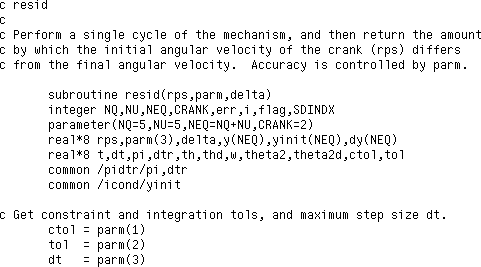 c resid
c
c Perform a single cycle of the mechanism, and then return the amount
c by which the initial angular velocity of the crank (rps) differs
c from the final angular velocity.  Accuracy is controlled by parm.
      subroutine resid(rps,parm,delta)
      integer NQ,NU,NEQ,CRANK,err,i,flag,SDINDX
      parameter(NQ=5,NU=5,NEQ=NQ+NU,CRANK=2)
      real*8 rps,parm(3),delta,y(NEQ),yinit(NEQ),dy(NEQ)
      real*8 t,dt,pi,dtr,th,thd,w,theta2,theta2d,ctol,tol
      common /pidtr/pi,dtr
      common /icond/yinit
c Get constraint and integration tols, and maximum step size dt.
      ctol = parm(1)
      tol  = parm(2)
      dt   = parm(3)